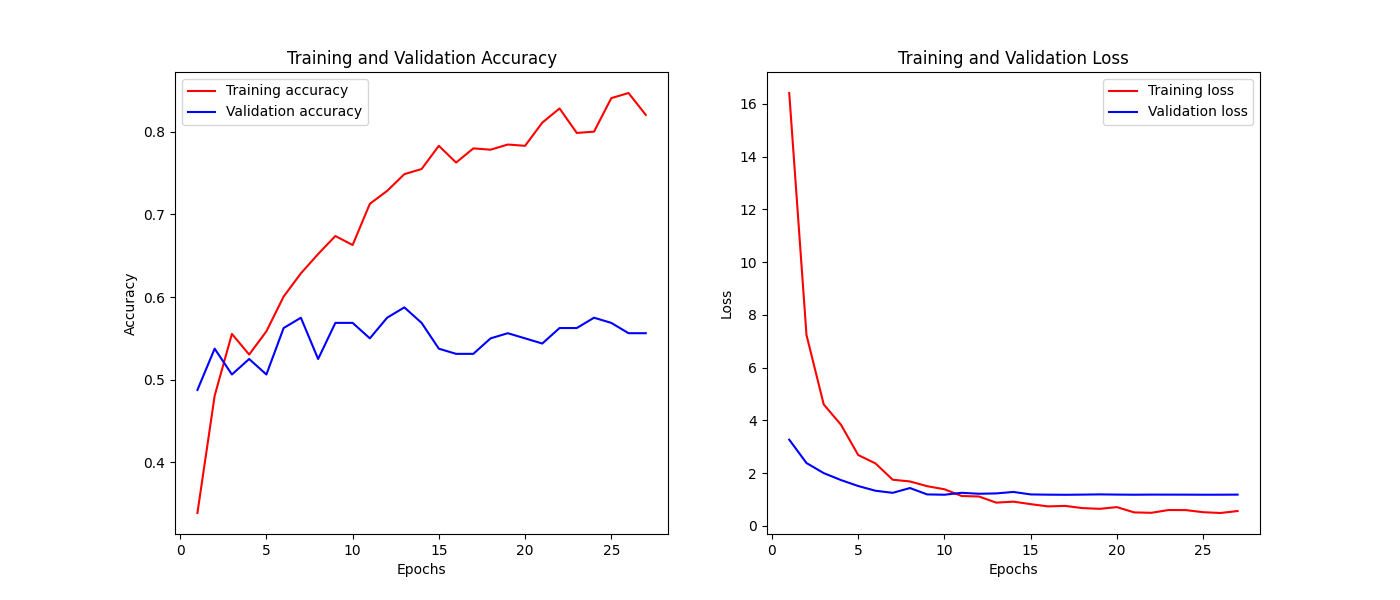 Training and Validation Accuracy
Training accuracy
Validation accuracy
Accuracy
0.8
0.7
0.6
0.5
0.4
0
5
10
15
20
25
Epochs
Training and Validation Loss
Training loss
Validation loss
Loss
16
14
12
10
8
6
4
2
0
0
5
10
15
20
25
Epochs